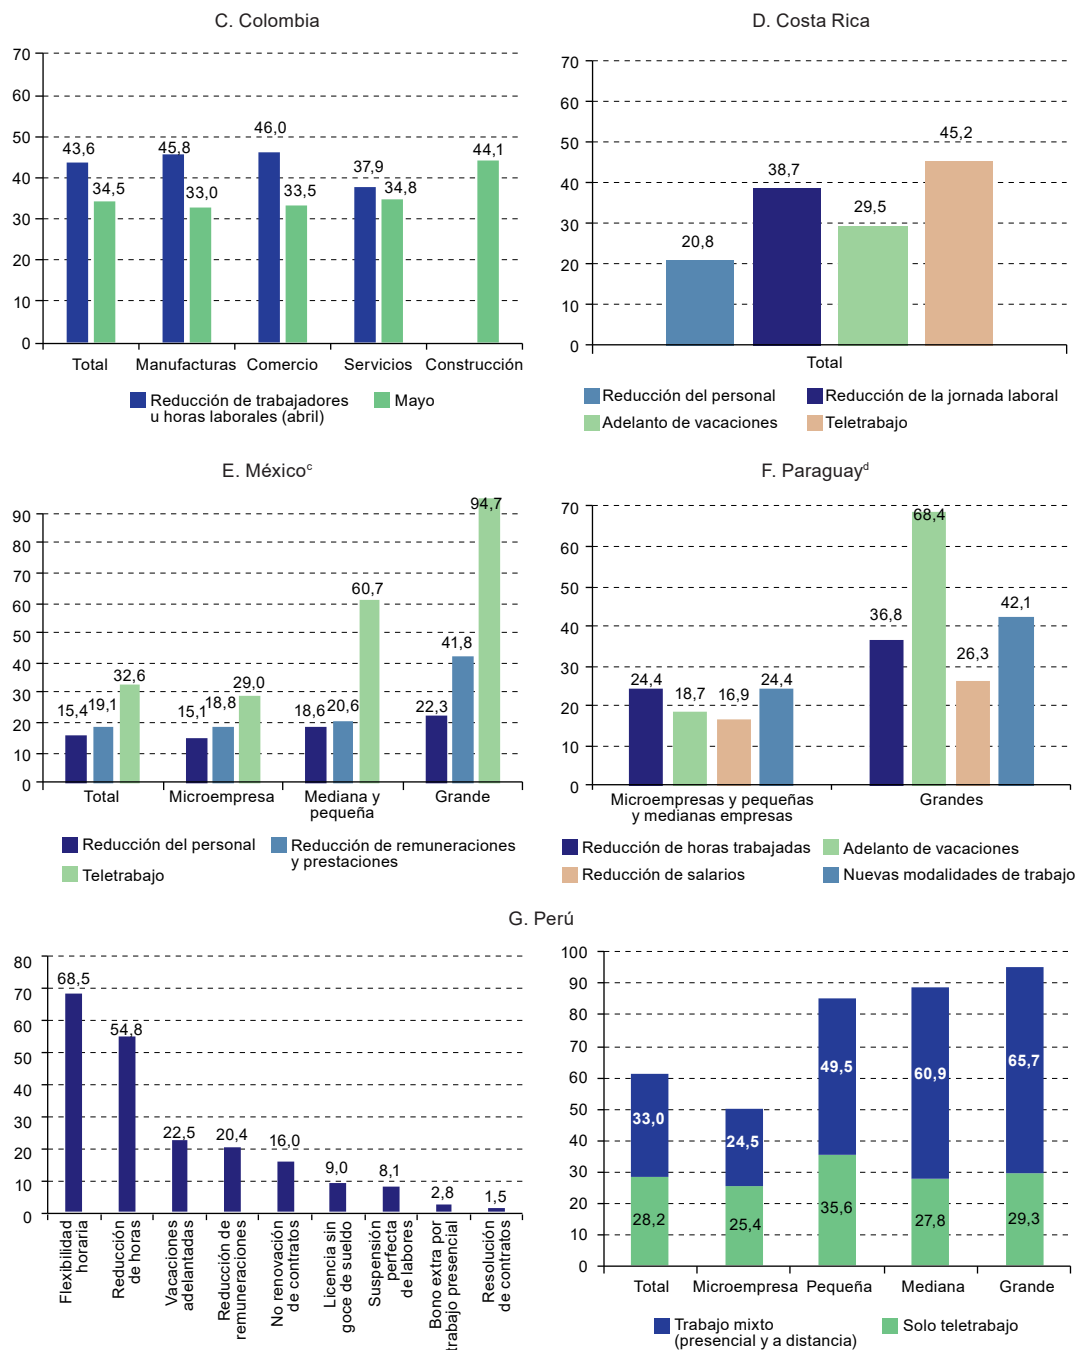 C. Colombia
70
60
50
40
30
20
10
0
43,6
34,5
45,8
33,0
46,0
33,5
37,9
34,8
44,1
Total
Manufacturas
Comercio
Servicios
Construcción
Reducción de trabajadores
u horas laborales (abril)
Mayo
D. Costa Rica
70
60
50
40
30
20
10
0
20,8
38,7
29,5
45,2
Total
Reducción del personal
Reducción de la jornada laboral
Adelanto de vacaciones
Teletrabajo
E. Méxicoᶜ
90
80
70
60
50
40
30
20
10
0
15,4
19,1
32,6
15,1
18,8
29,0
18,6
20,6
60,7
22,3
41,8
94,7
Total
Microempresa
Mediana y
pequeña
Grande
Reducción del personal
Reducción de remuneraciones
y prestaciones
Teletrabajo
F. Paraguayᵈ
70
60
50
40
30
20
10
0
24,4
18,7
16,9
24,4
36,8
68,4
26,3
42,1
Microempresas y pequeñas
y medianas empresas
Grandes
Reducción de horas trabajadas
Adelanto de vacaciones
Reducción de salarios
Nuevas modalidades de trabajo
G. Perú
80
70
60
50
40
30
20
10
0
68,5
54,8
22,5
20,4
16,0
9,0
8,1
2,8
1,5
Flexibilidad
horaria
Reducción
de horas
Vacaciones
adelantadas
Reducción de
remuneraciones
No renovación
de contratos
Licencia sin
goce de sueldo
Suspensión
perfecta
de labores
Bono extra por
trabajo presencial
Resolución
de contratos
100
90
80
70
60
50
40
30
20
10
0
33,0
28,2
24,5
25,4
49,5
35,6
60,9
27,8
65,7
29,3
Total
Microempresa
Pequeña
Mediana
Grande
Trabajo mixto
(presencial y a distancia)
Solo teletrabajo